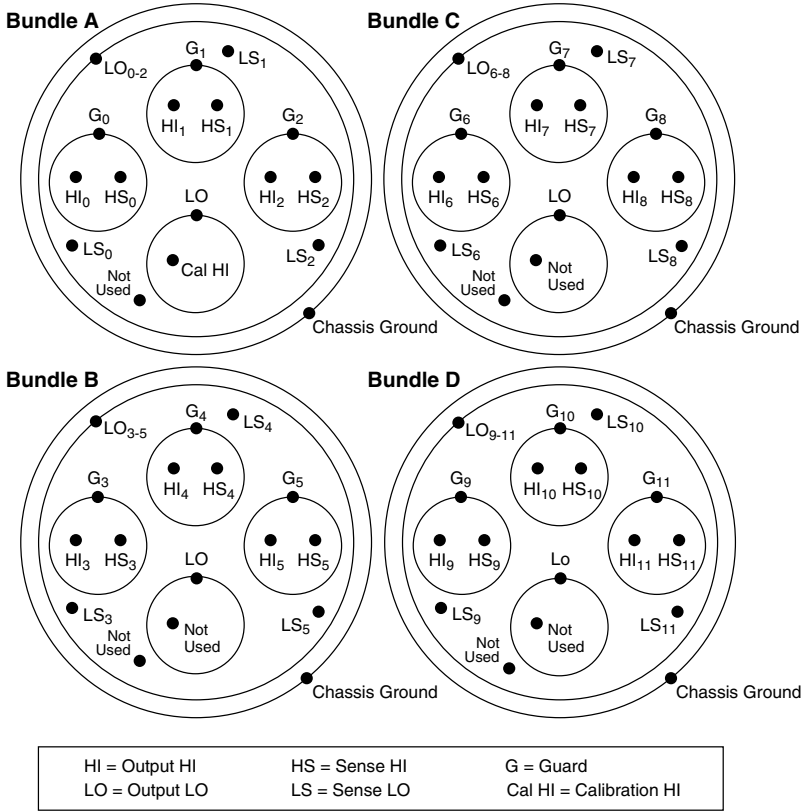 Bundle A
LO0-2
G1
LS1
HI1 HS1
G0
HI0 HS0
G2
HI2 HS2
LO
Cal HI
LS0
LS2
Not
Used
Chassis Ground
Bundle C
LO6-8
G7
LS7
HI7 HS7
G6
HI6 HS6
G8
HI8 HS8
LO
Not
Used
LS6
LS8
Not
Used
Chassis Ground
Bundle B
LO3-5
G4
LS4
HI4 HS4
G3
HI3 HS3
G5
HI5 HS5
LO
Not
Used
LS3
LS5
Not
Used
Chassis Ground
Bundle D
LO9-11
G10
LS10
HI10 HS10
G9
HI9 HS9
G11
HI11 HS11
Lo
Not
Used
LS9
LS11
Not
Used
Chassis Ground
HI = Output HI HS = Sense HI G = Guard
LO = Output LO LS = Sense LO Cal HI = Calibration HI